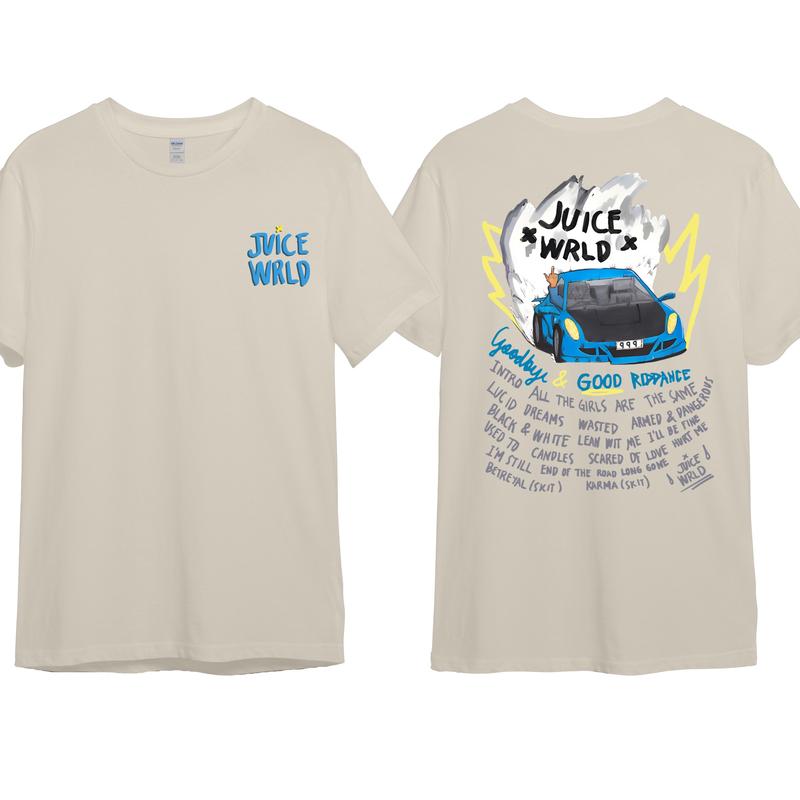 JUICE
WRLD
JUICE
WRLD
999
Goodbye & GOOD RIDDANCE
INTRO ALL THE GIRLS ARE THE SAME
LUCID DREAMS WASTED ARMED & DANGEROUS
BLACK & WHITE LEAN WIT ME I'LL BE FINE
USED TO CANDLES SCARED OF LOVE HURT ME
I'M STILL END OF THE ROAD LONG GONE
BETREYAL (SKIT) KARMA (SKIT)
JUICE
WRLD